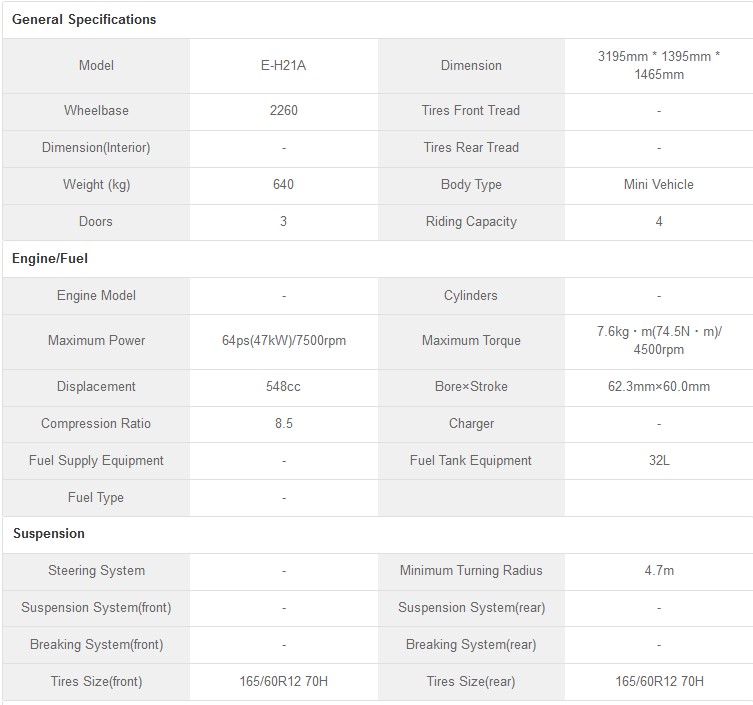 General Specifications
Model E-H21A Dimension 3195mm * 1395mm *
1465mm
Wheelbase 2260 Tires Front Tread -
Dimension(Interior) - Tires Rear Tread -
Weight (kg) 640 Body Type Mini Vehicle
Doors 3 Riding Capacity 4
Engine/Fuel
Engine Model - Cylinders -
Maximum Power 64ps(47kW)/7500rpm Maximum Torque 7.6kg・m(74.5N・m)/
4500rpm
Displacement 548cc Bore×Stroke 62.3mm×60.0mm
Compression Ratio 8.5 Charger -
Fuel Supply Equipment - Fuel Tank Equipment 32L
Fuel Type -
Suspension
Steering System - Minimum Turning Radius 4.7m
Suspension System(front) - Suspension System(rear) -
Breaking System(front) - Breaking System(rear) -
Tires Size(front) 165/60R12 70H Tires Size(rear) 165/60R12 70H